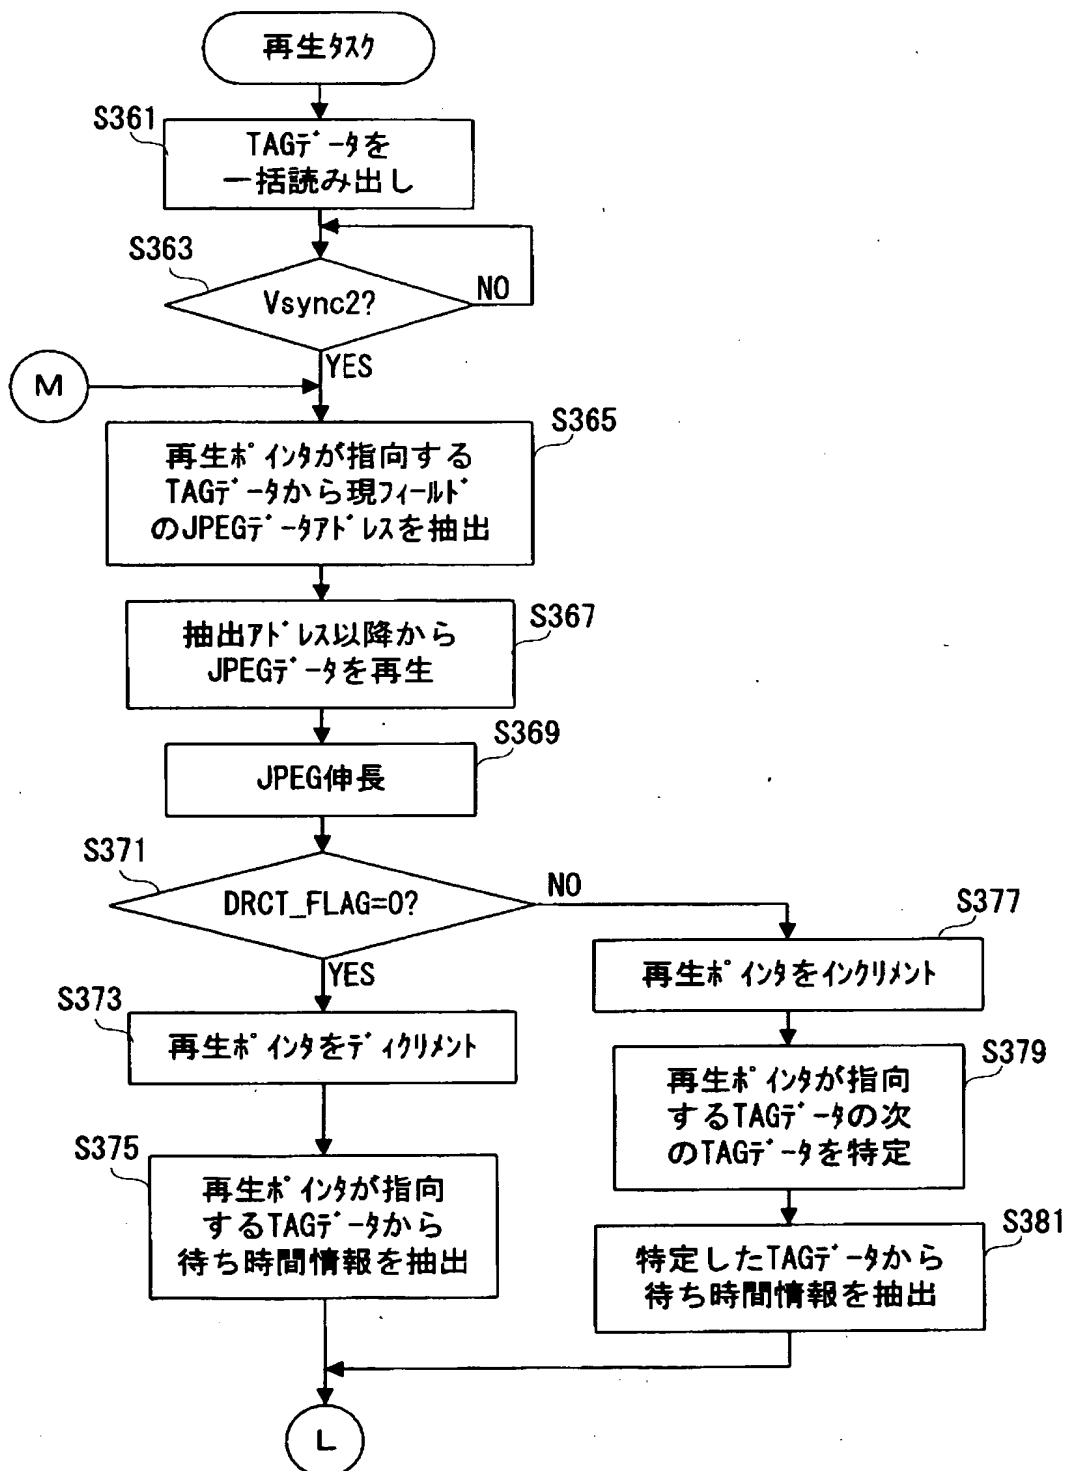 再生ﾀｽｸ
S361
TAGﾃﾞｰﾀを
一括読み出し
S363
Vsync2?
NO
YES
M
S365
再生ﾎﾟｲﾝﾀが指向する
TAGﾃﾞｰﾀから現ﾌｨｰﾙﾄﾞ
のJPEGﾃﾞｰﾀｱﾄﾞﾚｽを抽出
S367
抽出ｱﾄﾞﾚｽ以降から
JPEGﾃﾞｰﾀを再生
S369
JPEG伸長
S371
DRCT_FLAG=0?
NO
YES
S373
再生ﾎﾟｲﾝﾀをﾃﾞｨｸﾘﾒﾝﾄ
S375
再生ﾎﾟｲﾝﾀが指向
するTAGﾃﾞｰﾀから
待ち時間情報を抽出
S377
再生ﾎﾟｲﾝﾀをｲﾝｸﾘﾒﾝﾄ
S379
再生ﾎﾟｲﾝﾀが指向
するTAGﾃﾞｰﾀの次
のTAGﾃﾞｰﾀを特定
S381
特定したTAGﾃﾞｰﾀから
待ち時間情報を抽出
L